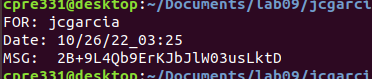 cpre331@desktop:~/Documents/lab09/jcgarci
FOR: jcgarcia
Date: 10/26/22_03:25
MSG:  2B+9L4Qb9ErKJbJlW03usLktD
cpre331@desktop:~/Documents/lab09/jcgarci